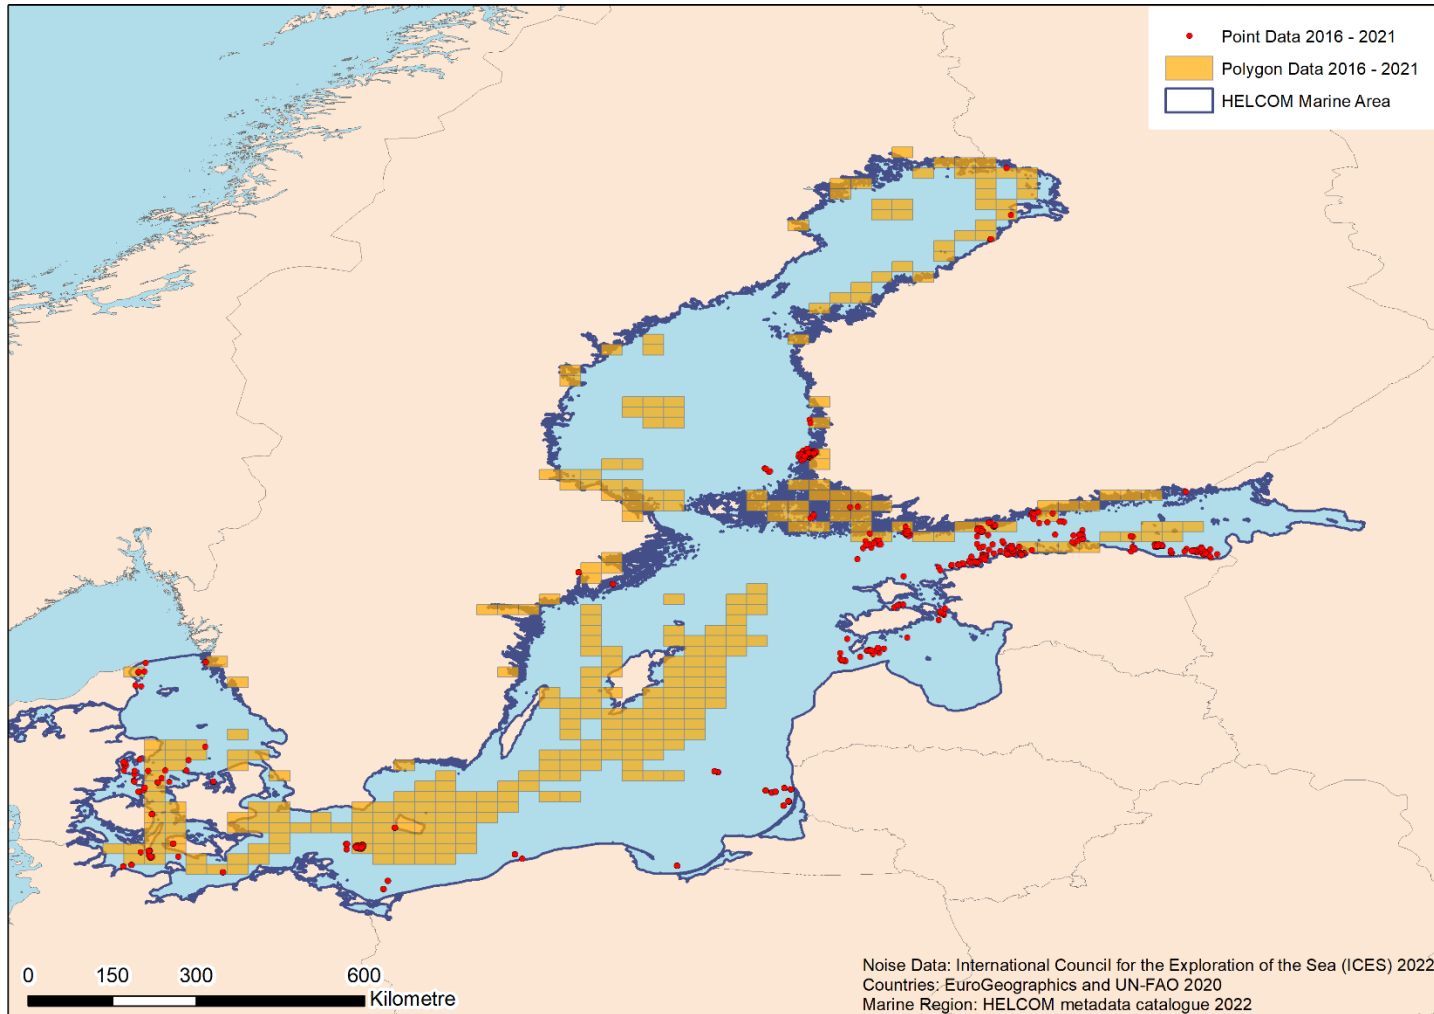 Point Data 2016 - 2021
Polygon Data 2016 - 2021
HELCOM Marine Area
0 150 300 600
Kilometre
Noise Data: International Council for the Exploration of the Sea (ICES) 2022
Countries: EuroGeographics and UN-FAO 2020
Marine Region: HELCOM metadata catalogue 2022